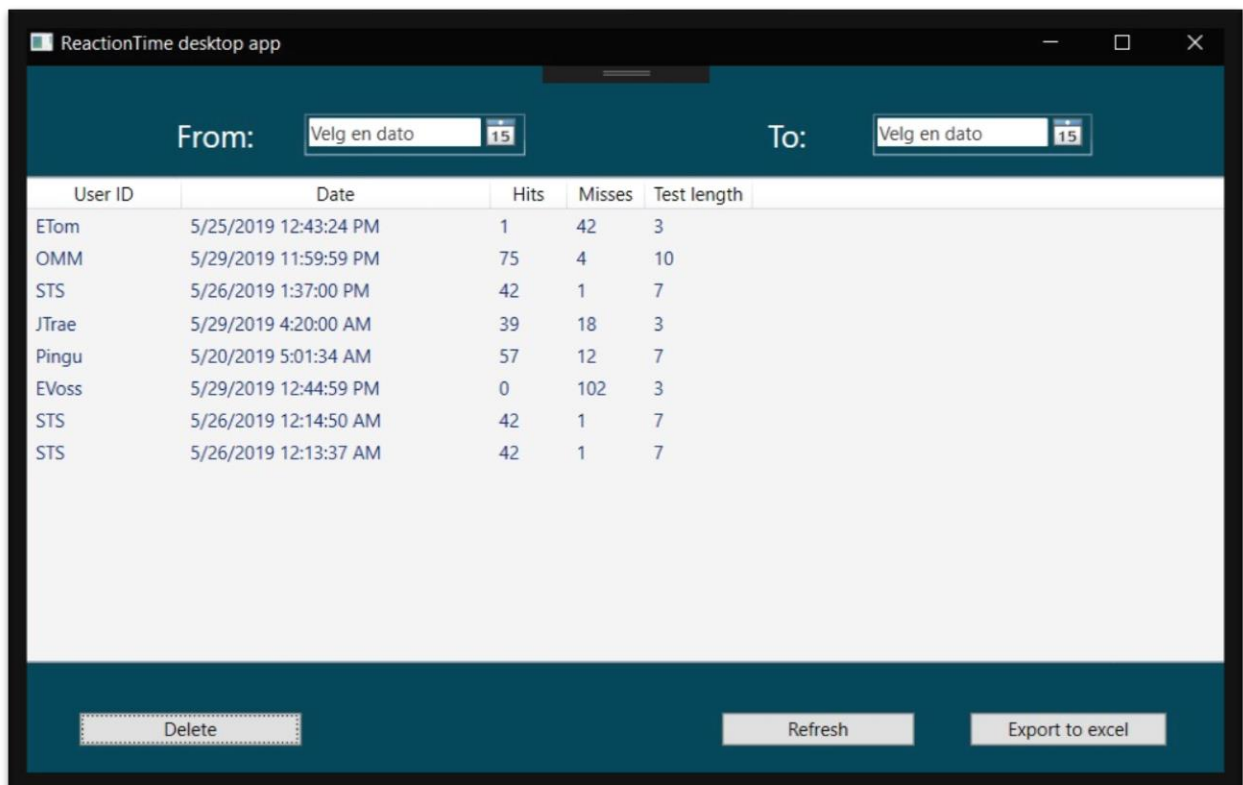 ReactionTime desktop app
From: Velg en dato 15 To: Velg en dato 15
User ID Date Hits Misses Test length
ETom 5/25/2019 12:43:24 PM 1 42 3
OMM 5/29/2019 11:59:59 PM 75 4 10
STS 5/26/2019 1:37:00 PM 42 1 7
JTrae 5/29/2019 4:20:00 AM 39 18 3
Pingu 5/20/2019 5:01:34 AM 57 12 7
EVoss 5/29/2019 12:44:59 PM 0 102 3
STS 5/26/2019 12:14:50 AM 42 1 7
STS 5/26/2019 12:13:37 AM 42 1 7
Delete Refresh Export to excel